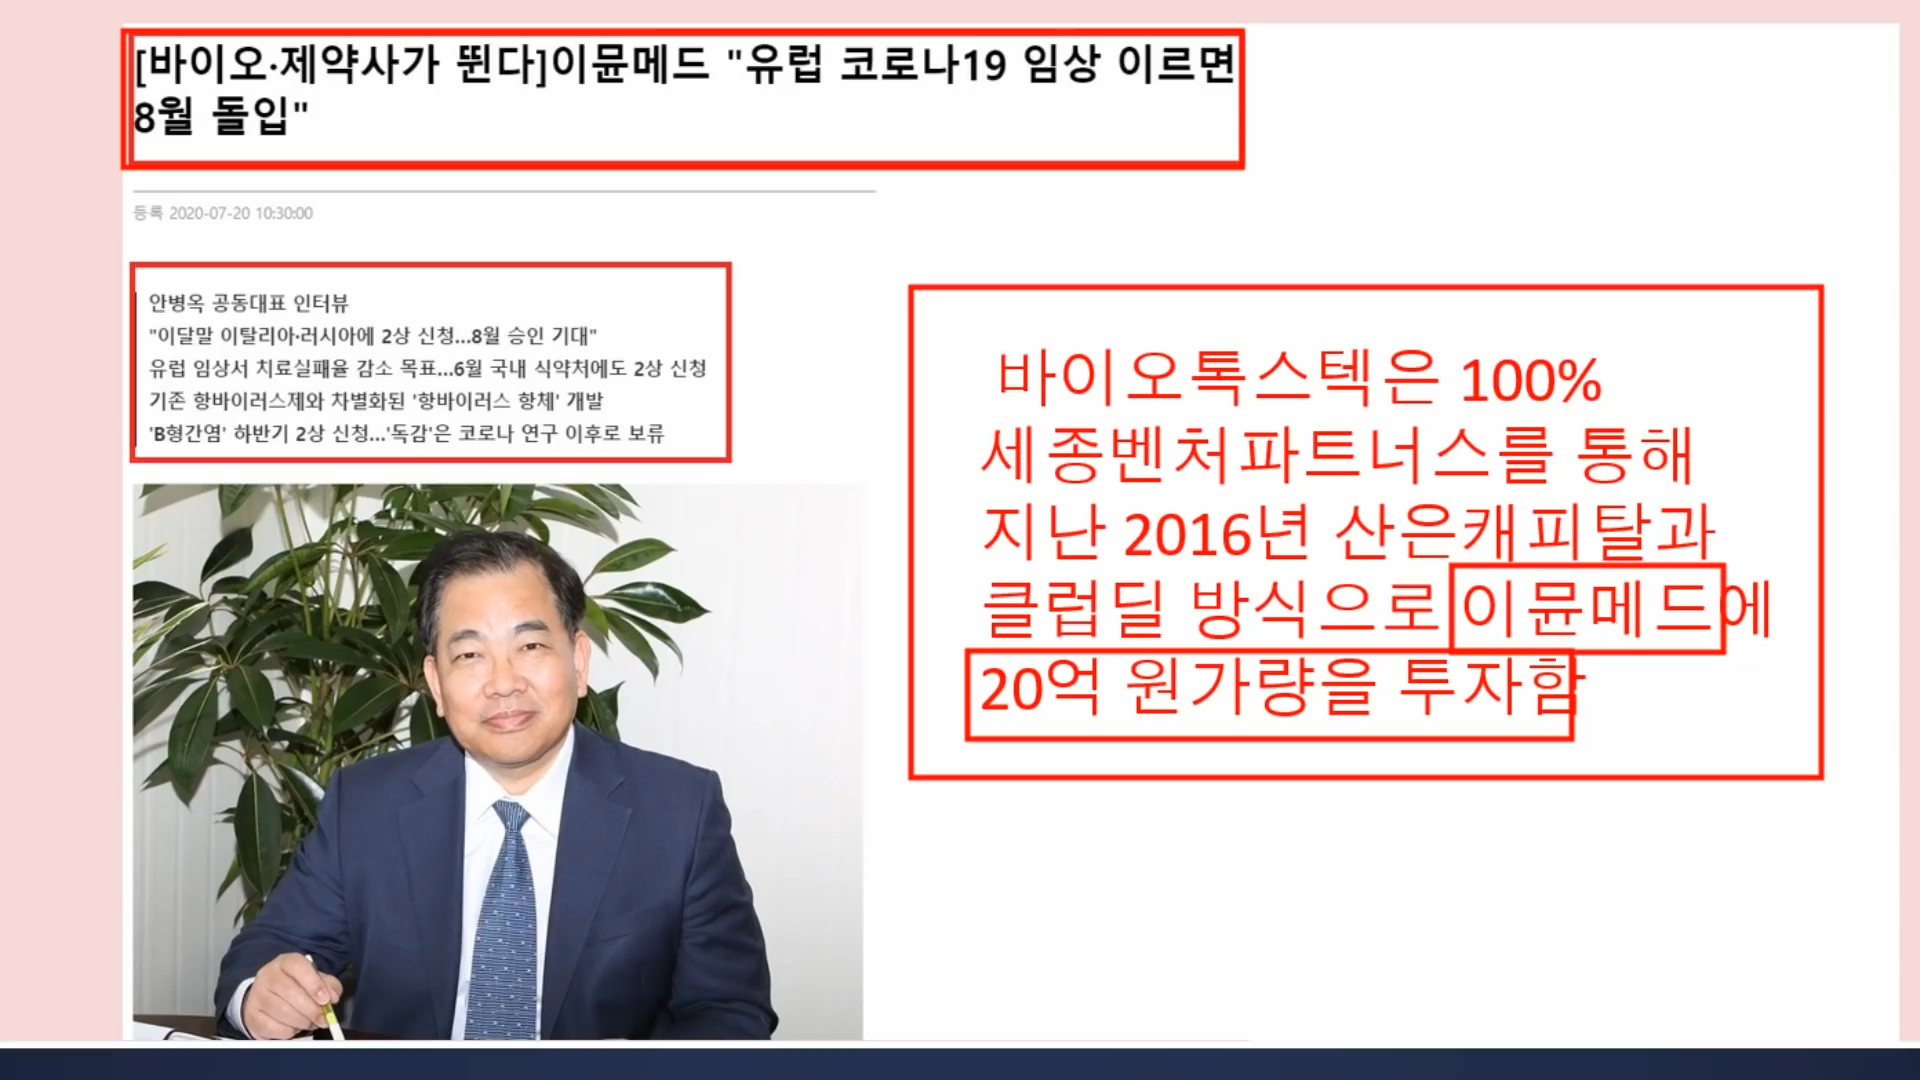 [바이오·제약사가 뛴다]이뮨메드 "유럽 코로나19 임상 이르면
8월 돌입"
등록 2020-07-20 10:30:00
안병옥 공동대표 인터뷰
"이달말 이탈리아·러시아에 2상 신청...8월 승인 기대"
유럽 임상서 치료실패율 감소 목표...6월 국내 식약처에도 2상 신청
기존 항바이러스제와 차별화된 '항바이러스 항체' 개발
'B형간염' 하반기 2상 신청...'독감'은 코로나 연구 이후로 보류
바이오톡스텍은 100%
세종벤처파트너스를 통해
지난 2016년 산은캐피탈과
클럽딜 방식으로 이뮨메드에
20억 원가량을 투자함